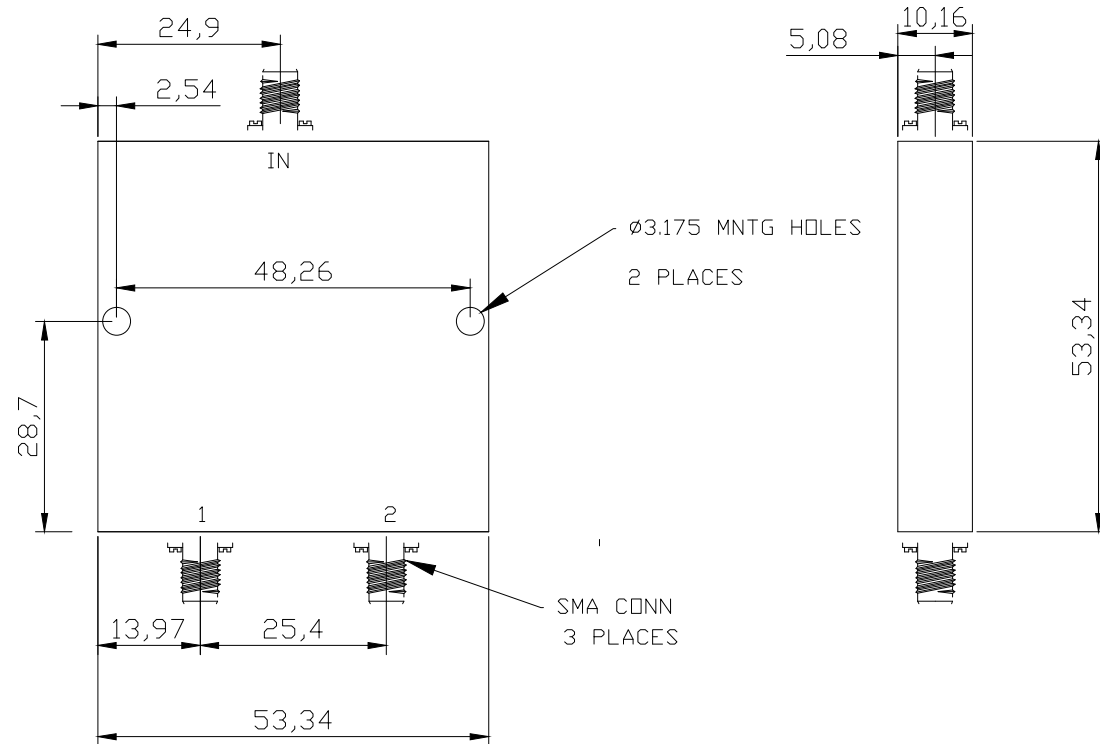 24,9
10,16
5,08
2,54
IN
ø3.175 MNTG HOLES
2 PLACES
48,26
53,34
28,7
1
2
SMA CONN
3 PLACES
13,97
25,4
53,34